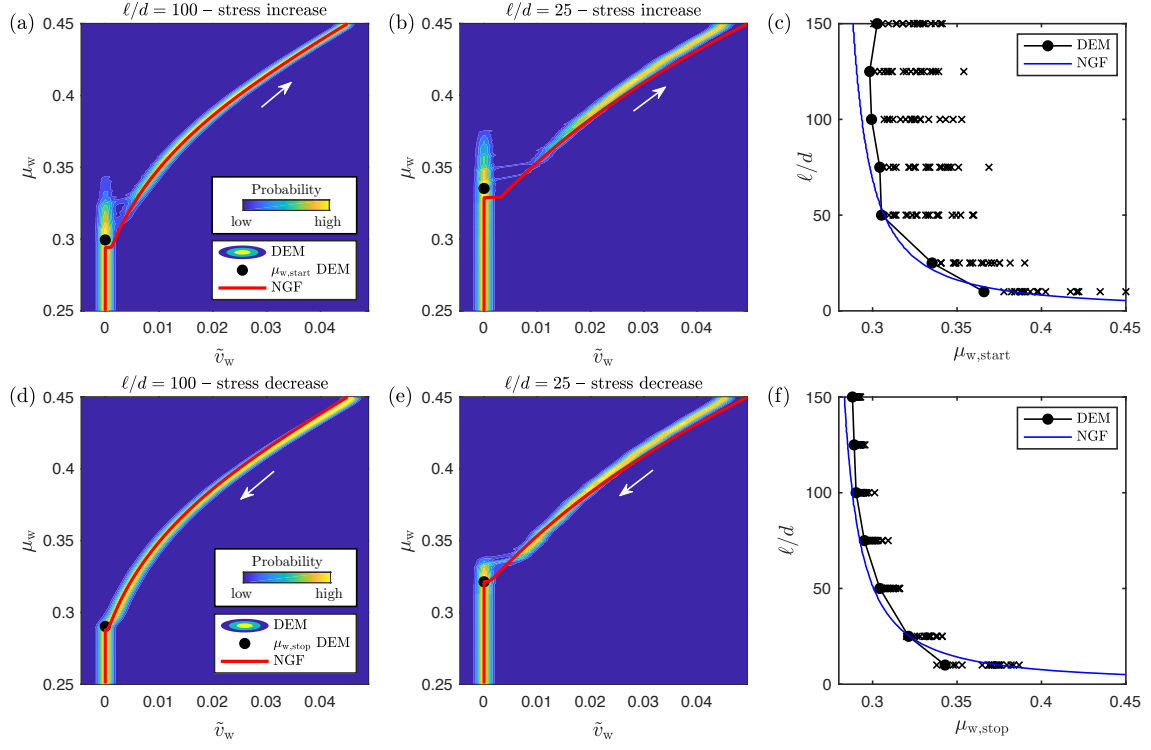 (a)
ℓ/d = 100 – stress increase
μw
0.45
0.4
0.35
0.3
0.25
0
0.01
0.02
0.03
0.04
ṽw
Probability
low
high
DEM
μw,start DEM
NGF
(b)
ℓ/d = 25 – stress increase
μw
0.45
0.4
0.35
0.3
0.25
0
0.01
0.02
0.03
0.04
ṽw
(c)
ℓ/d
150
100
50
0
0.3
0.35
0.4
0.45
μw,start
DEM
NGF
(d)
ℓ/d = 100 – stress decrease
μw
0.45
0.4
0.35
0.3
0.25
0
0.01
0.02
0.03
0.04
ṽw
Probability
low
high
DEM
μw,stop DEM
NGF
(e)
ℓ/d = 25 – stress decrease
μw
0.45
0.4
0.35
0.3
0.25
0
0.01
0.02
0.03
0.04
ṽw
(f)
ℓ/d
150
100
50
0
0.3
0.35
0.4
0.45
μw,stop
DEM
NGF